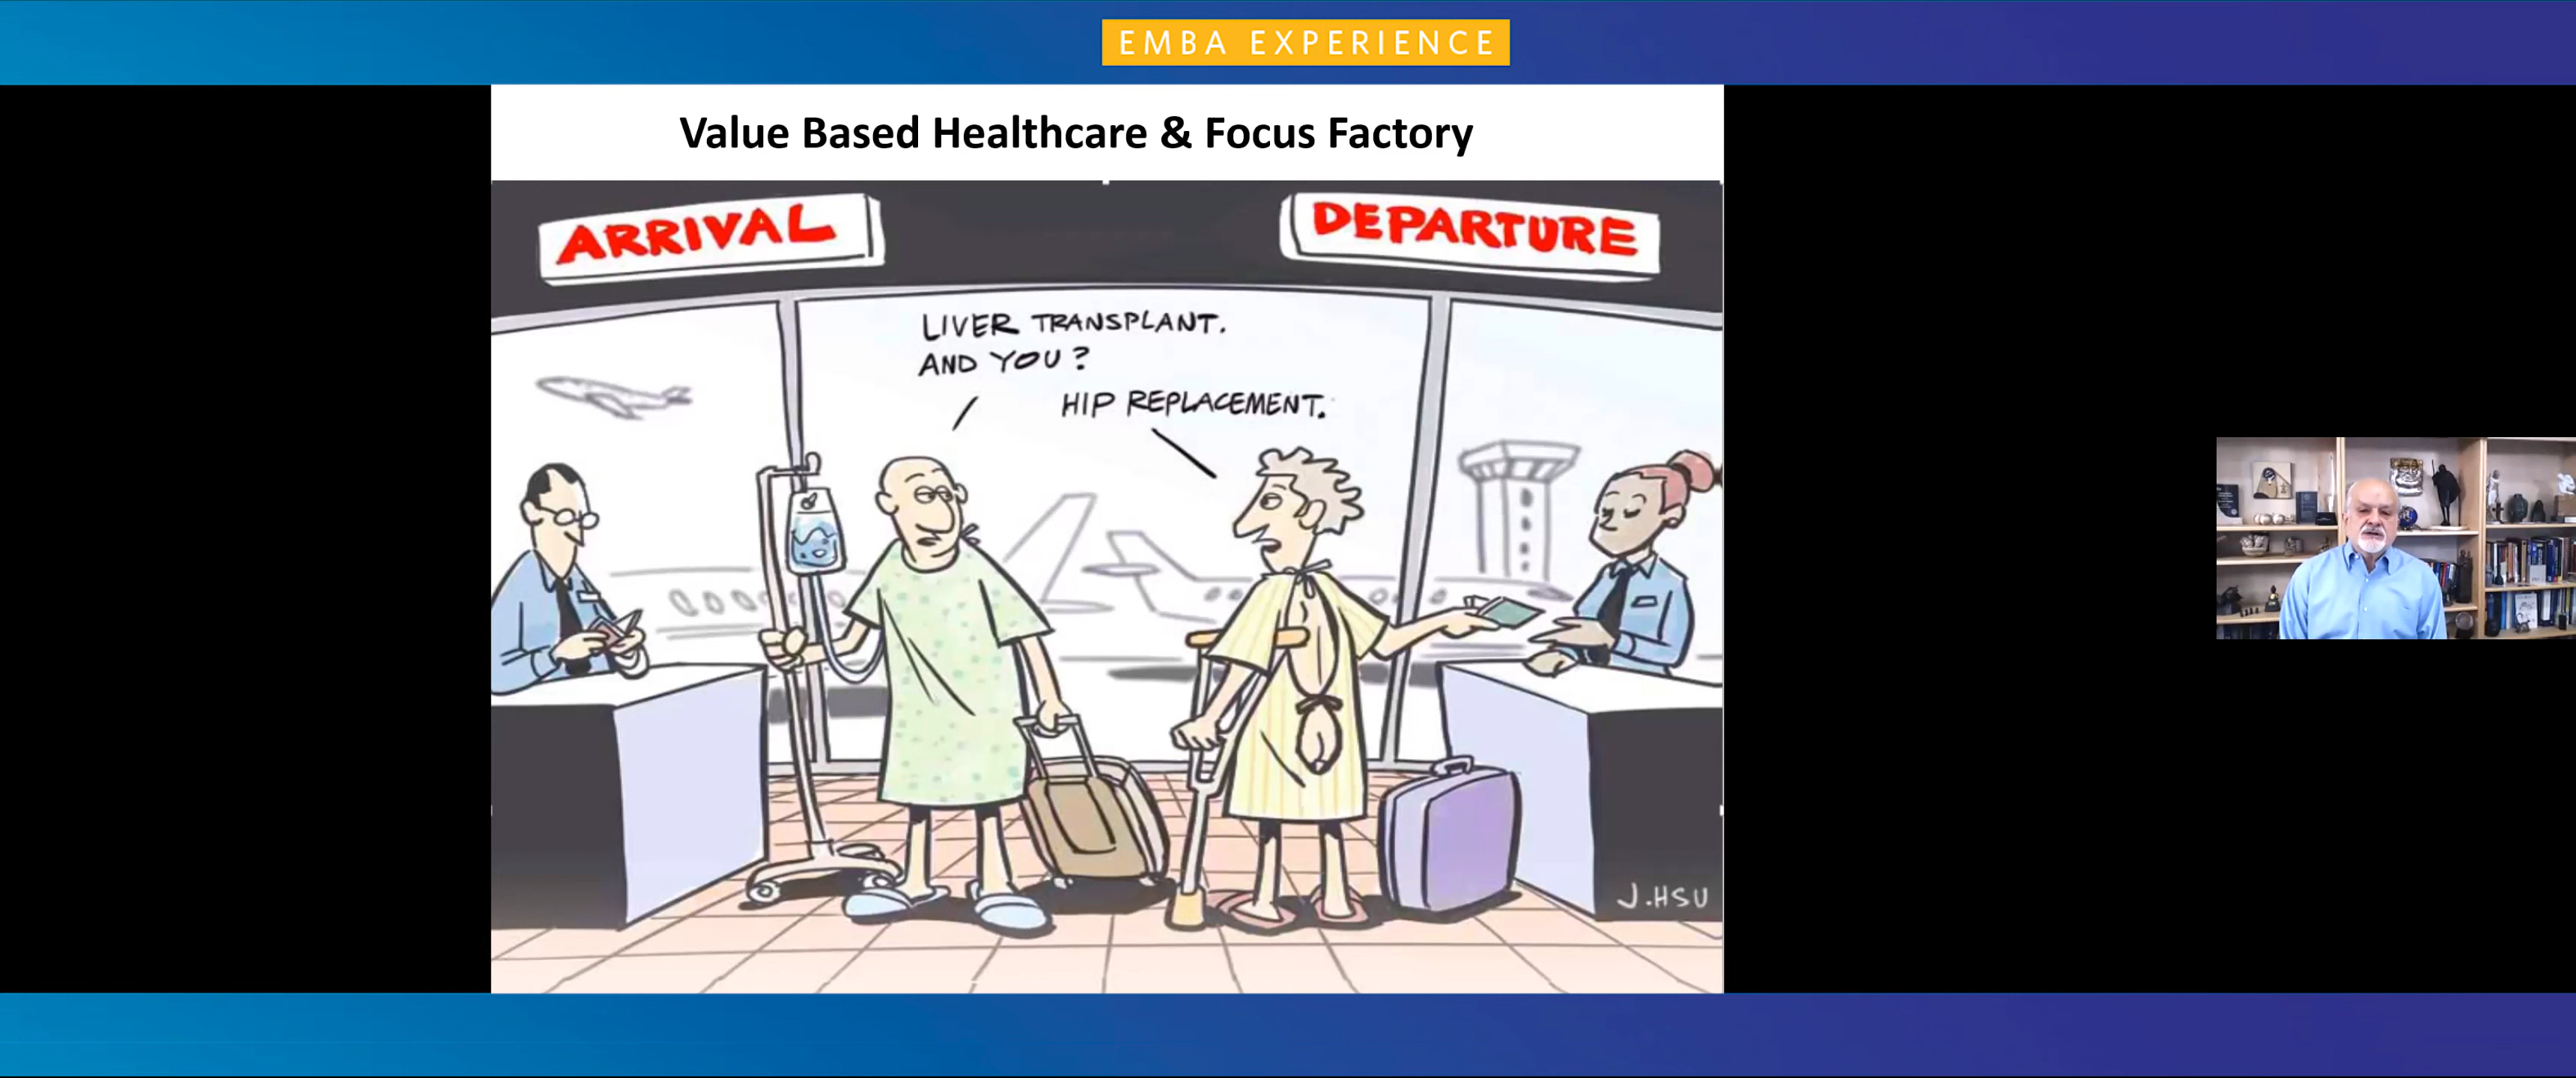 EMBA EXPERIENCE
Value Based Healthcare & Focus Factory
ARRIVAL
DEPARTURE
LIVER TRANSPLANT.
AND YOU?
HIP REPLACEMENT.
J.HSU